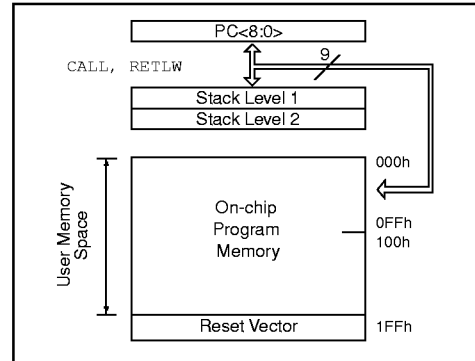 PC<8:0>
CALL, RETLW
9
Stack Level 1
Stack Level 2
000h
User Memory
Space
On-chip
Program
Memory
0FFh
100h
Reset Vector
1FFh